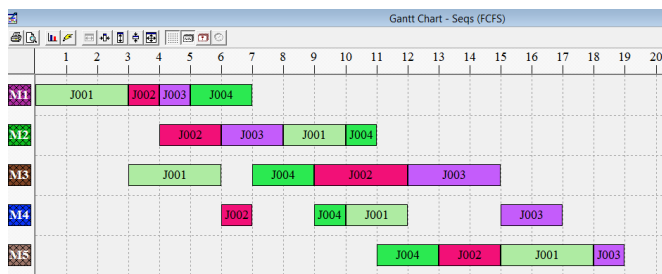 Gantt Chart - Seqs (FCFS)
1 2 3 4 5 6 7 8 9 10 11 12 13 14 15 16 17 18 19 20
M1 J001 J002 J003 J004
M2 J002 J003 J001 J004
M3 J001 J004 J002 J003
M4 J002 J004 J001 J003
M5 J004 J002 J001 J003